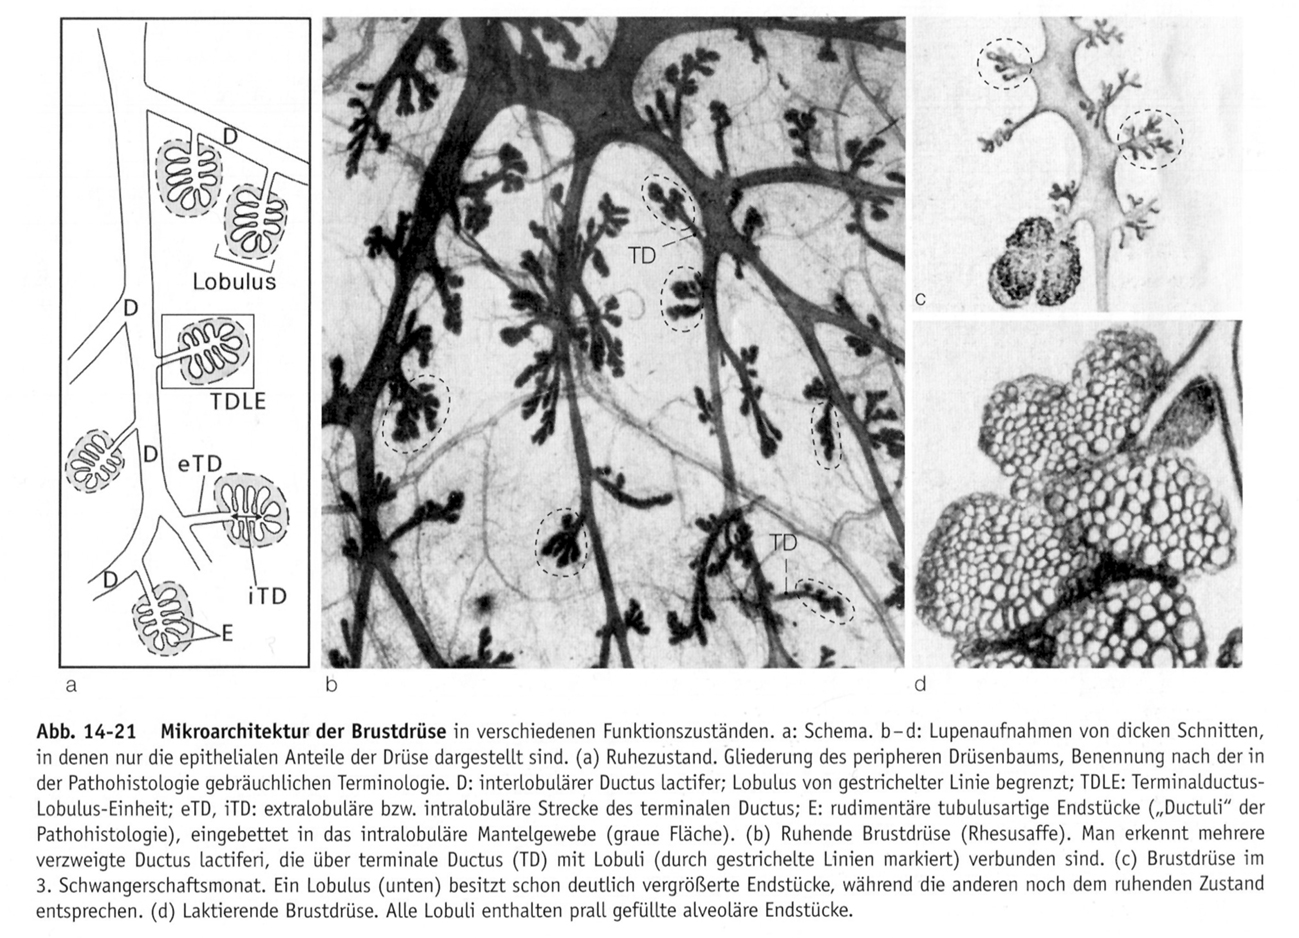 D
Lobulus
D
TDLE
D
eTD
D
iTD
E
a
TD
TD
b
c
d
Abb. 14-21 Mikroarchitektur der Brustdrüse in verschiedenen Funktionszuständen. a: Schema. b–d: Lupenaufnahmen von dicken Schnitten,
in denen nur die epithelialen Anteile der Drüse dargestellt sind. (a) Ruhezustand. Gliederung des peripheren Drüsenbaums, Benennung nach der in
der Pathohistologie gebräuchlichen Terminologie. D: interlobulärer Ductus lactifer; Lobulus von gestrichelter Linie begrenzt; TDLE: Terminalductus-
Lobulus-Einheit; eTD, iTD: extralobuläre bzw. intralobuläre Strecke des terminalen Ductus; E: rudimentäre tubulusartige Endstücke („Ductuli“ der
Pathohistologie), eingebettet in das intralobuläre Mantelgewebe (graue Fläche). (b) Ruhende Brustdrüse (Rhesusaffe). Man erkennt mehrere
verzweigte Ductus lactiferi, die über terminale Ductus (TD) mit Lobuli (durch gestrichelte Linien markiert) verbunden sind. (c) Brustdrüse im
3. Schwangerschaftsmonat. Ein Lobulus (unten) besitzt schon deutlich vergrößerte Endstücke, während die anderen noch dem ruhenden Zustand
entsprechen. (d) Laktierende Brustdrüse. Alle Lobuli enthalten prall gefüllte alveoläre Endstücke.